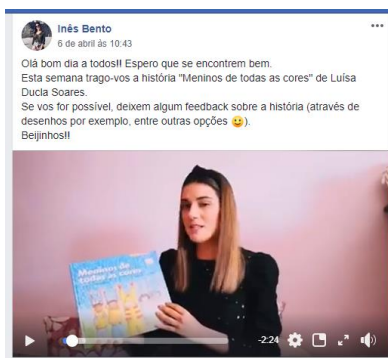 Inês Bento
6 de abril às 10:43
Olá bom dia a todos!! Espero que se encontrem bem.
Esta semana trago-vos a história "Meninos de todas as cores" de Luísa
Ducla Soares.
Se vos for possível, deixem algum feedback sobre a história (através de
desenhos por exemplo, entre outras opções 😉).
Beijinhos!!
Meninos de
todas as cores
-2:24